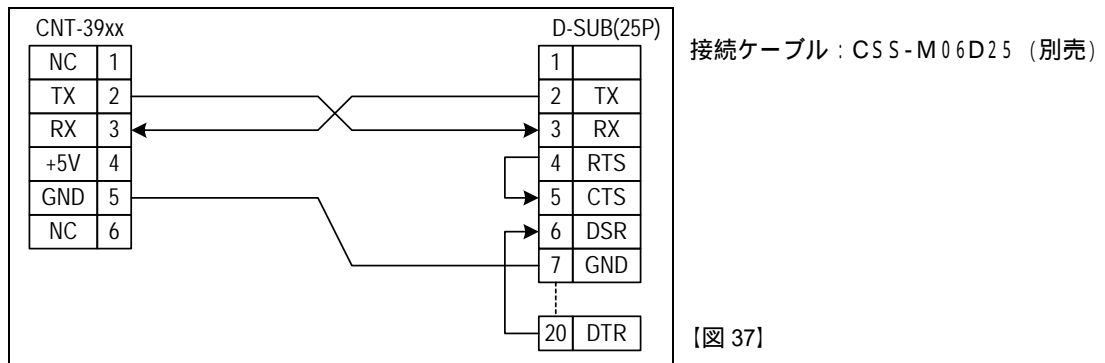 CNT-39xx D-SUB(25P)
接続ケーブル：CSS-M06D25 (別売)
NC 1 1
TX 2 2 TX
RX 3 3 RX
+5V 4 4 RTS
GND 5 5 CTS
NC 6 6 DSR
7 GND
20 DTR
【図 37】